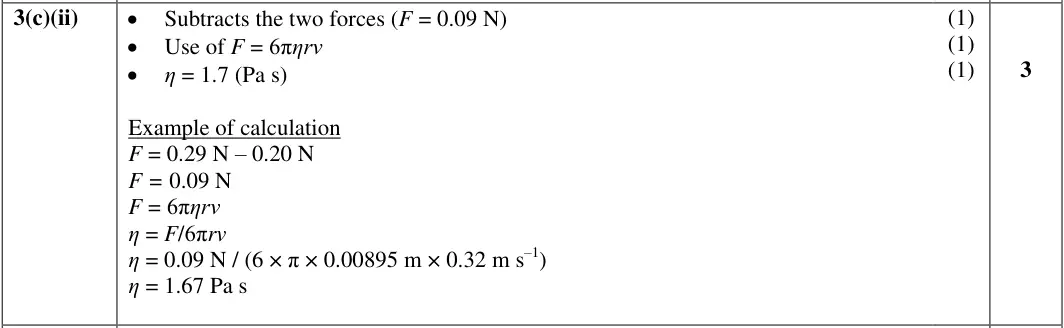 3(c)(ii)
• Subtracts the two forces (F = 0.09 N) (1)
• Use of F = 6πηrv (1)
• η = 1.7 (Pa s) (1) 3
Example of calculation
F = 0.29 N – 0.20 N
F = 0.09 N
F = 6πηrv
η = F/6πrv
η = 0.09 N / (6 × π × 0.00895 m × 0.32 m s⁻¹)
η = 1.67 Pa s